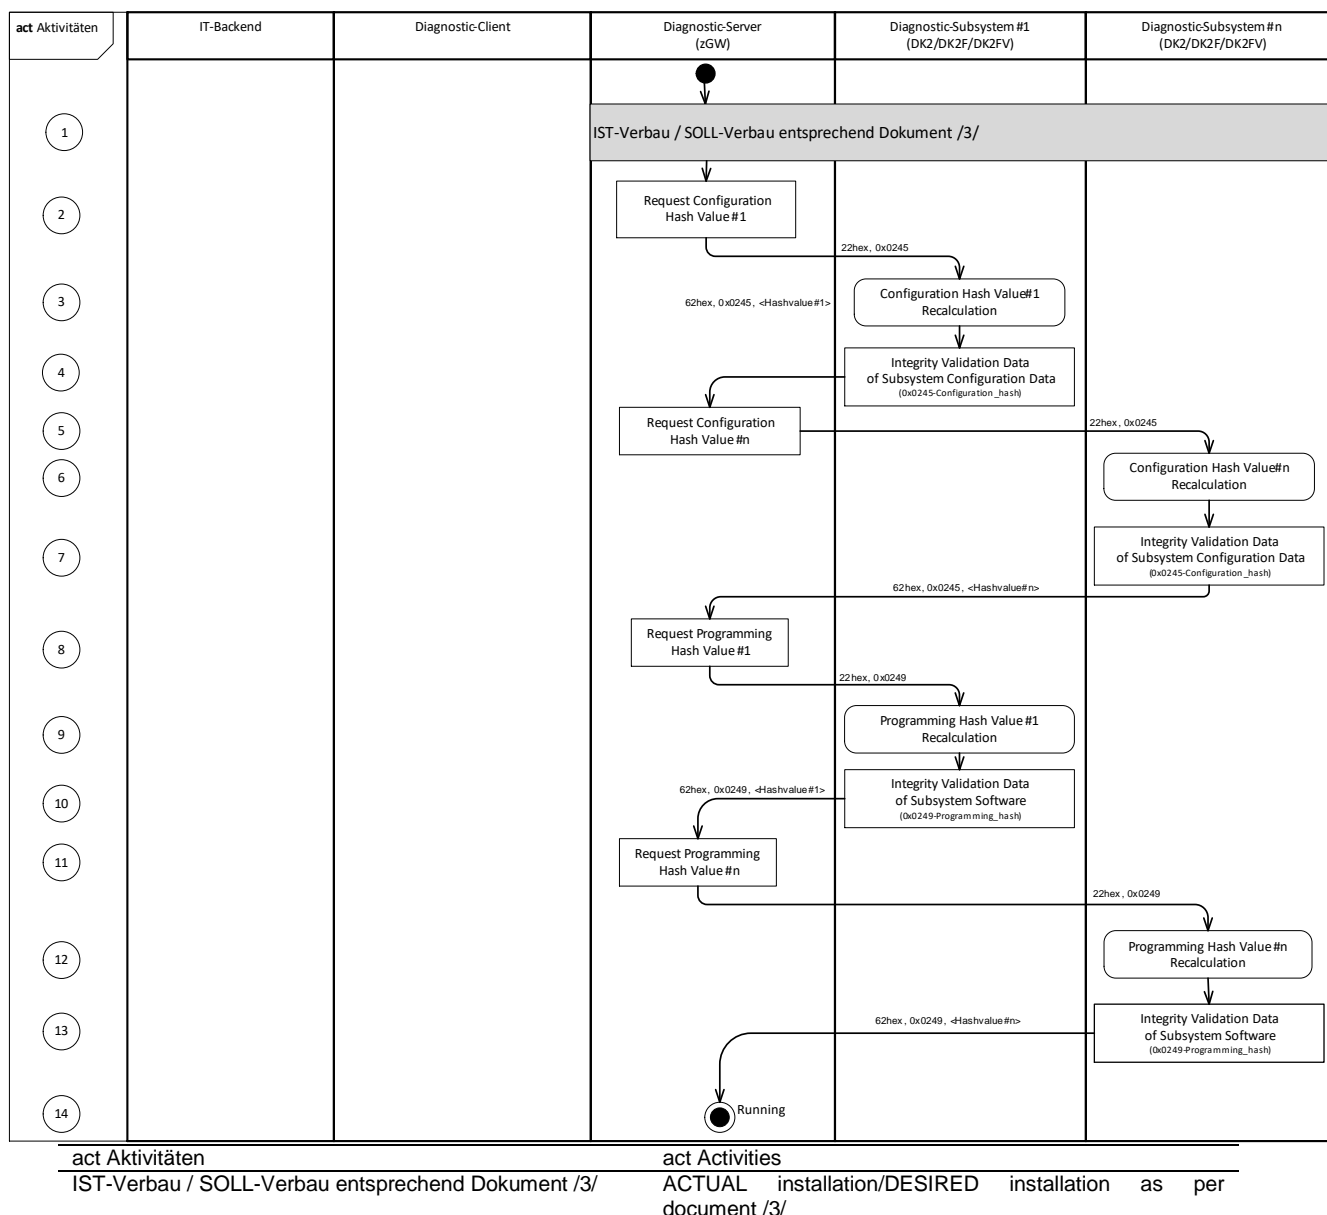 act Aktivitäten
IT-Backend
Diagnostic-Client
Diagnostic-Server
(zGW)
Diagnostic-Subsystem #1
(DK2/DK2F/DK2FV)
Diagnostic-Subsystem #n
(DK2/DK2F/DK2FV)
1
IST-Verbau / SOLL-Verbau entsprechend Dokument /3/
2
Request Configuration
Hash Value #1
22hex, 0x0245
3
62hex, 0x0245, <Hashvalue#1>
Configuration Hash Value#1
Recalculation
4
Integrity Validation Data
of Subsystem Configuration Data
(0x0245-Configuration_hash)
5
Request Configuration
Hash Value #n
22hex, 0x0245
6
Configuration Hash Value#n
Recalculation
7
Integrity Validation Data
of Subsystem Configuration Data
(0x0245-Configuration_hash)
62hex, 0x0245, <Hashvalue#n>
8
Request Programming
Hash Value #1
22hex, 0x0249
9
Programming Hash Value #1
Recalculation
10
62hex, 0x0249, <Hashvalue#1>
Integrity Validation Data
of Subsystem Software
(0x0249-Programming_hash)
11
Request Programming
Hash Value #n
22hex, 0x0249
12
Programming Hash Value #n
Recalculation
13
62hex, 0x0249, <Hashvalue#n>
Integrity Validation Data
of Subsystem Software
(0x0249-Programming_hash)
14
Running
act Aktivitäten
act Activities
IST-Verbau / SOLL-Verbau entsprechend Dokument /3/
ACTUAL installation/DESIRED installation as per
document /3/